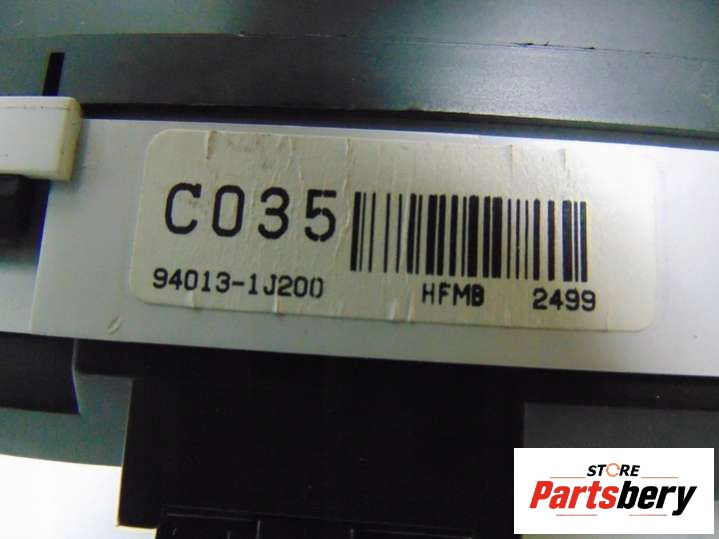 C035
94013-1J200
HFMB 2499
STORE
Partsbery